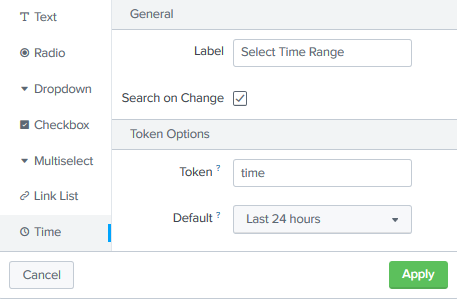 Text
Radio
Dropdown
Checkbox
Multiselect
Link List
Time
General
Label Select Time Range
Search on Change
Token Options
Token ? time
Default ? Last 24 hours
Cancel
Apply